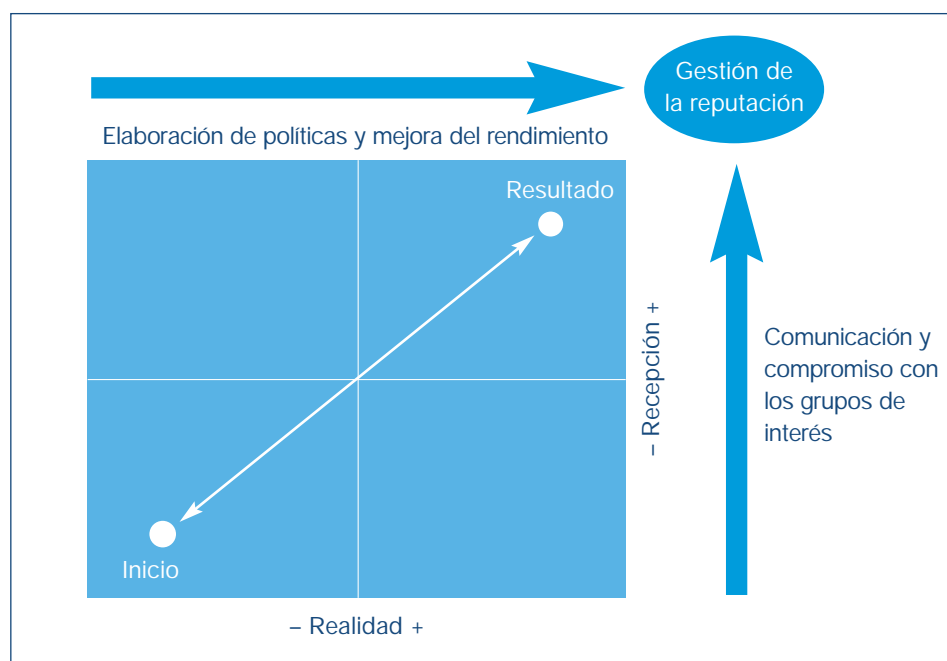 Gestión de
la reputación
Elaboración de políticas y mejora del rendimiento
Resultado
– Recepción +
Comunicación y
compromiso con
los grupos de
interés
Inicio
– Realidad +